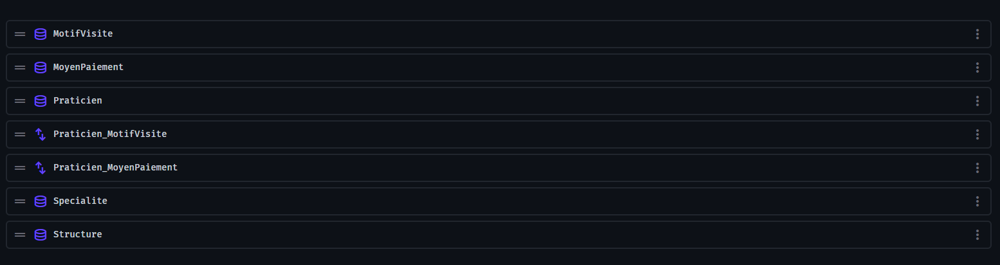 MotifVisite
MoyenPaiement
Praticien
Praticien_MotifVisite
Praticien_MoyenPaiement
Specialite
Structure